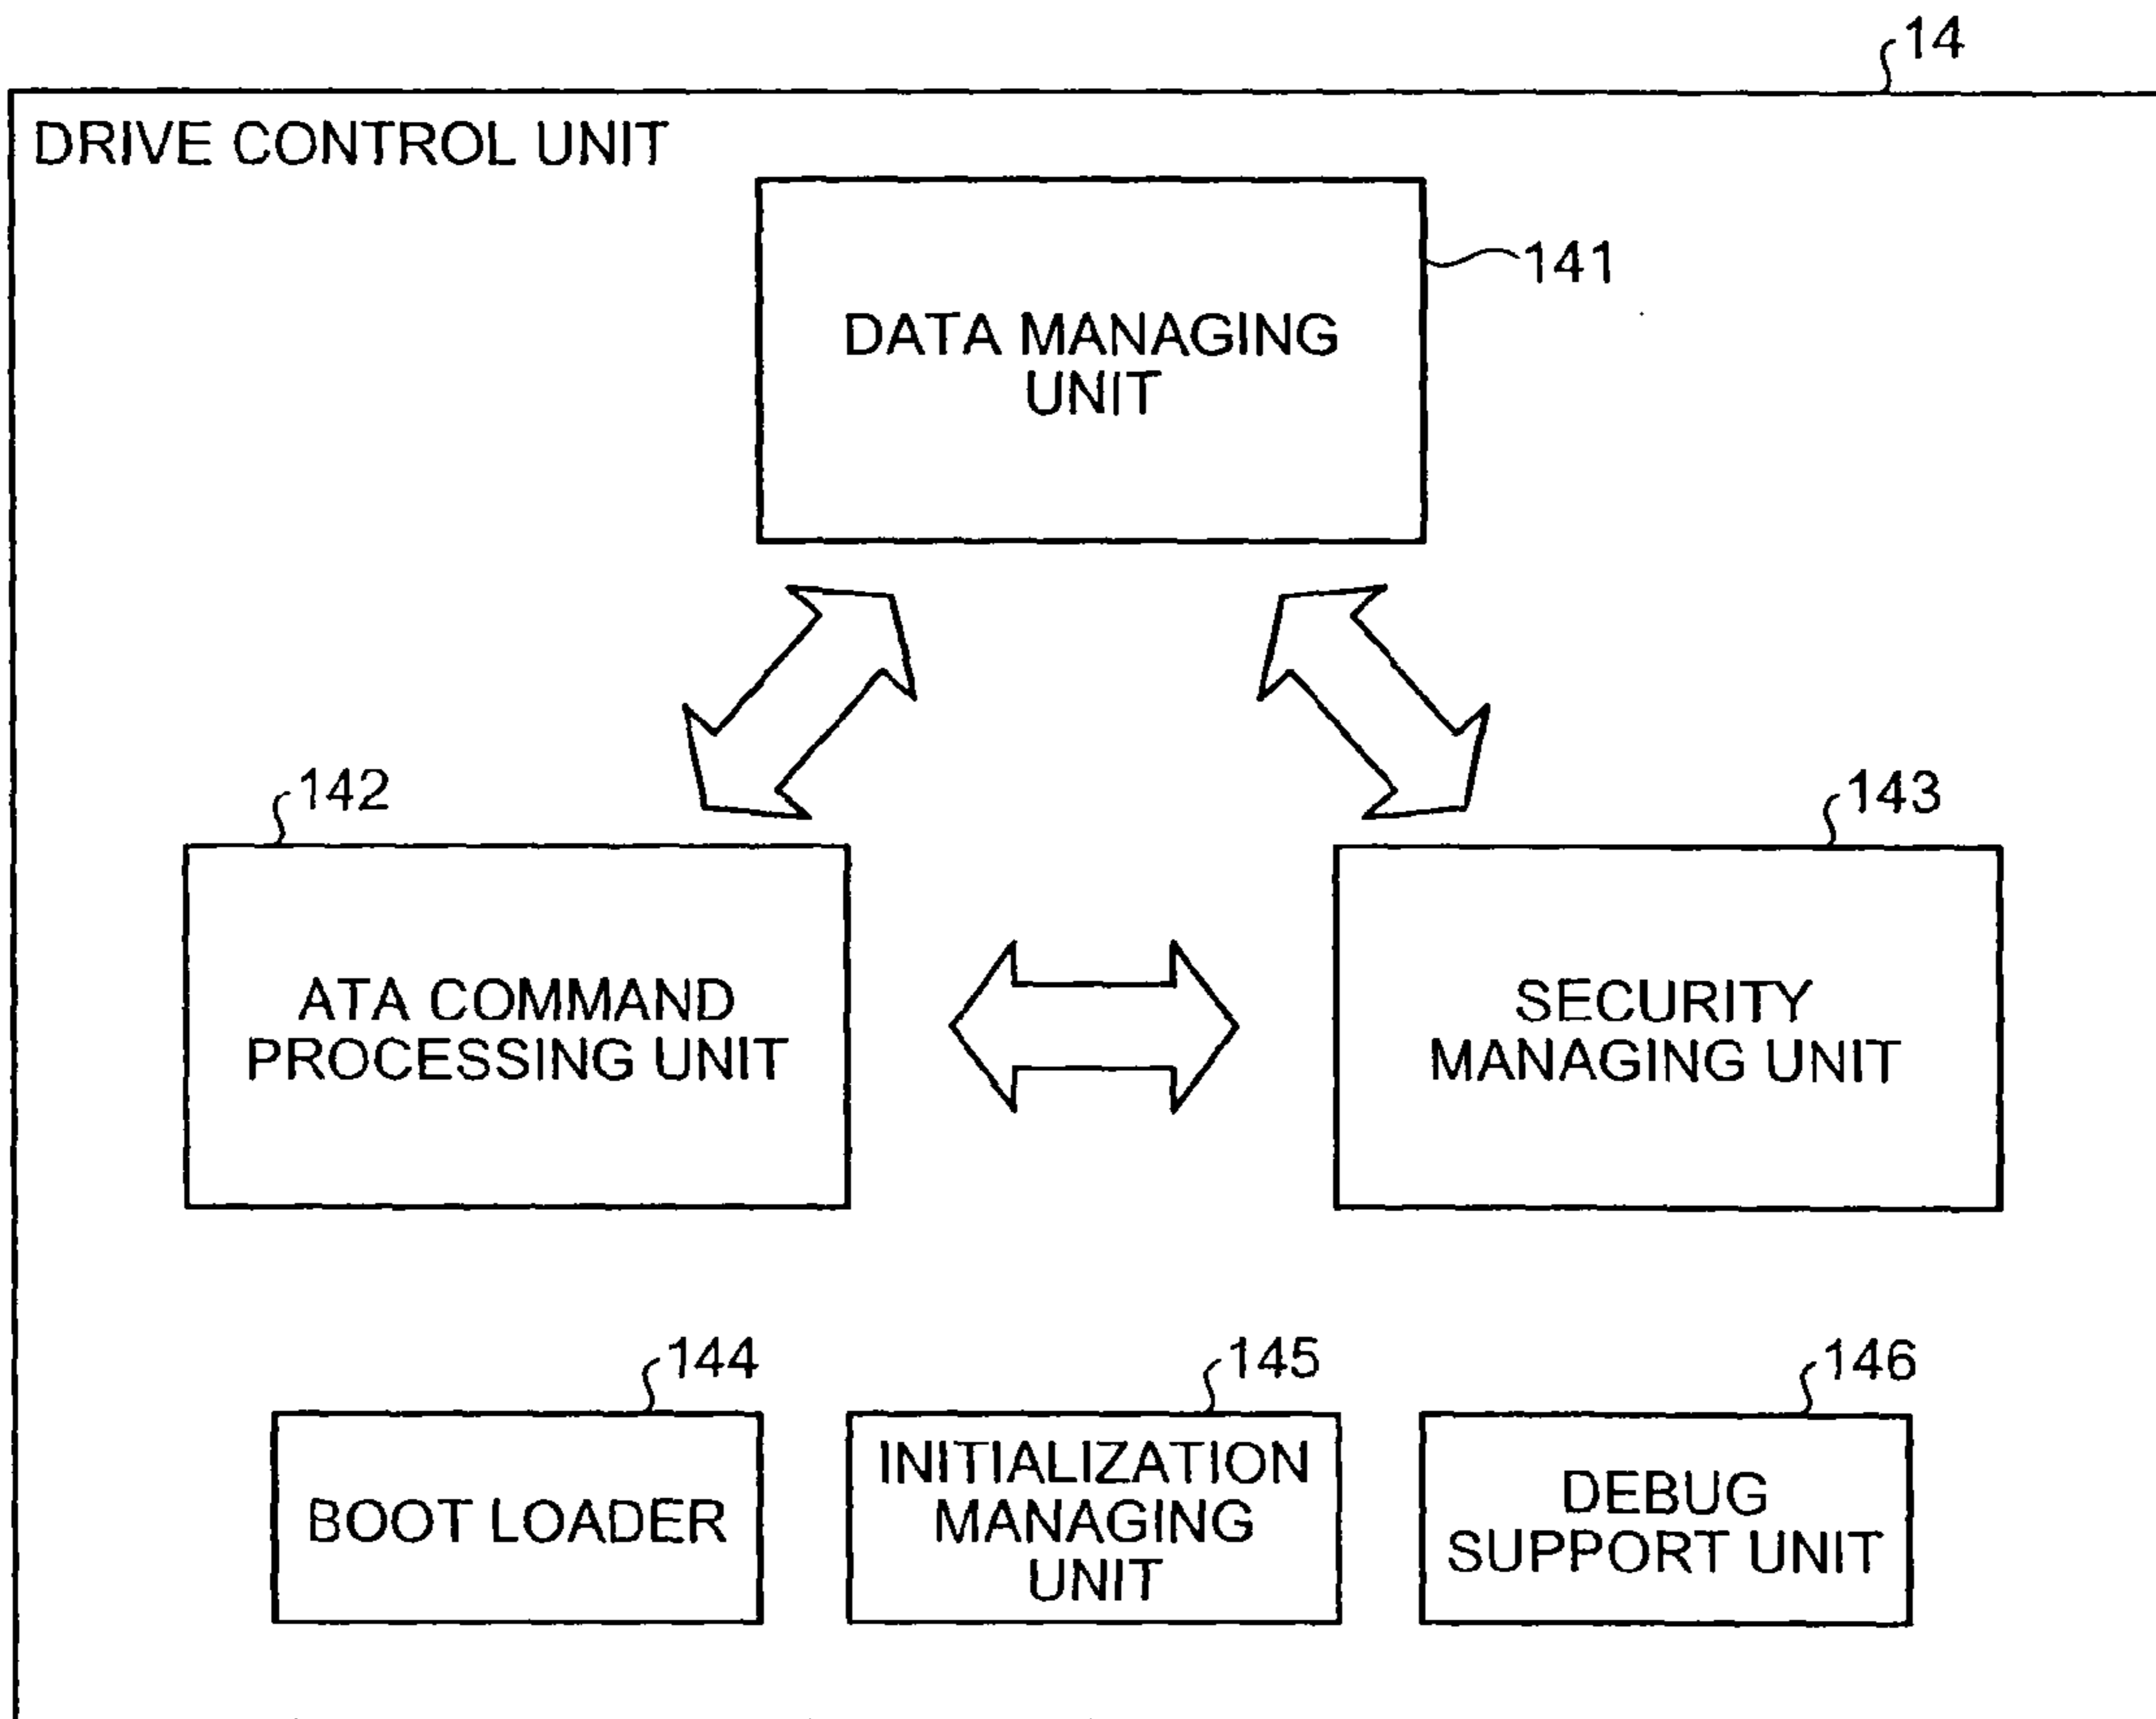 14
DRIVE CONTROL UNIT
141
DATA MANAGING
UNIT
142
143
ATA COMMAND
PROCESSING UNIT
SECURITY
MANAGING UNIT
144
145
146
BOOT LOADER
INITIALIZATION
MANAGING
UNIT
DEBUG
SUPPORT UNIT